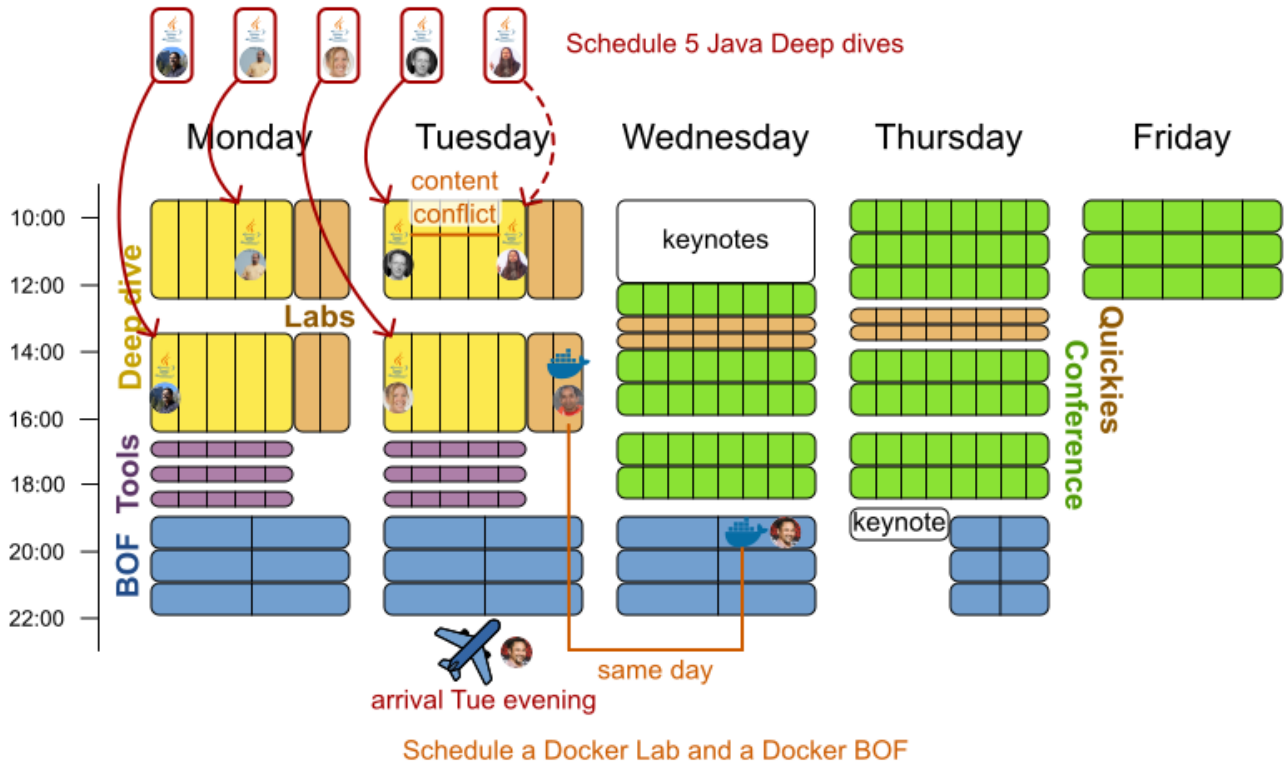 Schedule 5 Java Deep dives
Monday
Tuesday
Wednesday
Thursday
Friday
content
conflict
10:00
12:00
14:00
16:00
18:00
20:00
22:00
keynotes
Deep dive
Labs
Tools
BOF
Quickies
Conference
keynote
same day
arrival Tue evening
Schedule a Docker Lab and a Docker BOF